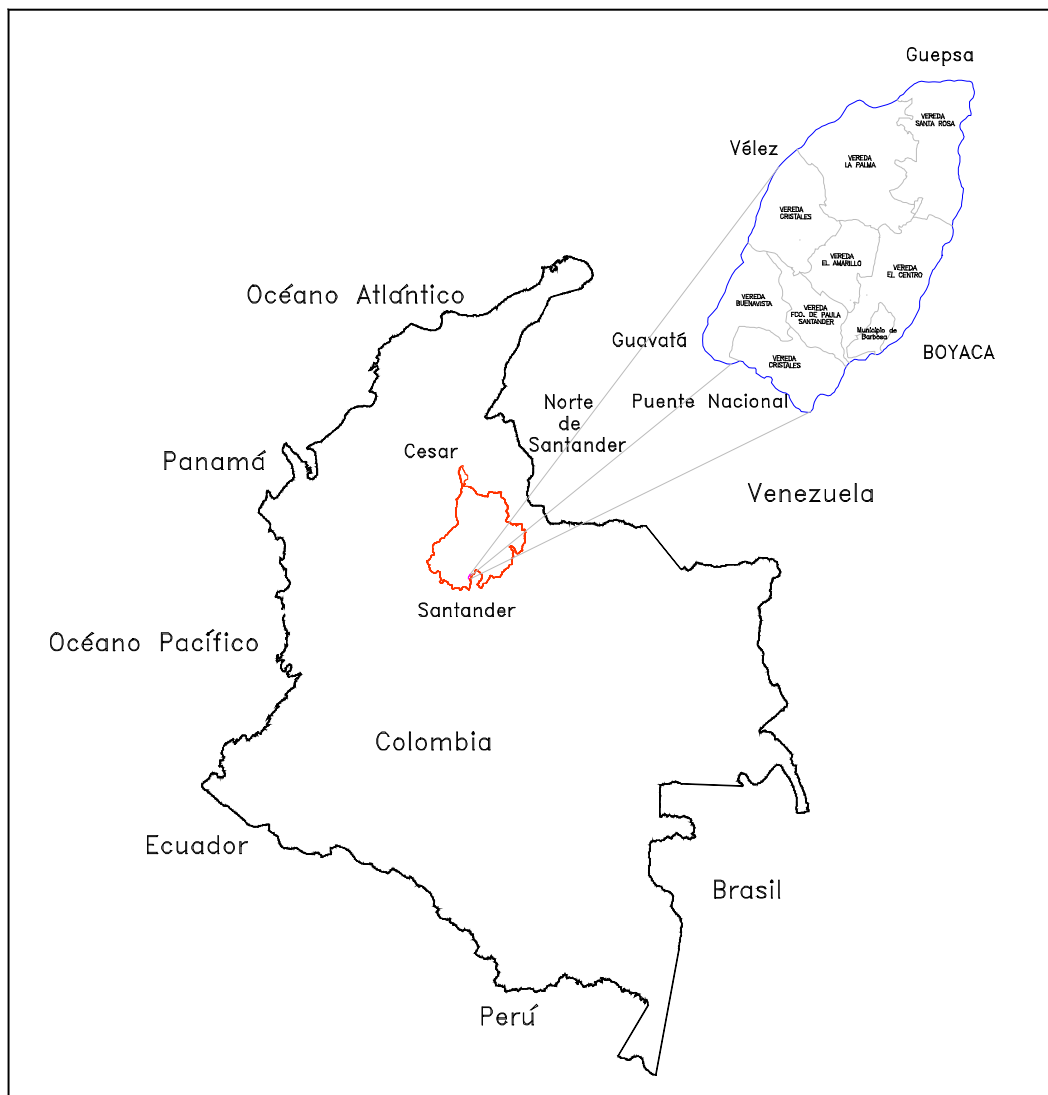 Guepsa
VEREDA
SANTA ROSA
Vélez
VEREDA
LA PALMA
VEREDA
CRISTALES
VEREDA
EL AMARILLO
VEREDA
EL CENTRO
Océano Atlántico
VEREDA
BUENAVISTA
VEREDA
FCO. DE PAULA
SANTANDER
Municipio de
Barbosa
Guavatá
BOYACA
VEREDA
CRISTALES
Puente Nacional
Norte
de
Santander
Cesar
Panamá
Venezuela
Santander
Océano Pacífico
Colombia
Ecuador
Brasil
Perú